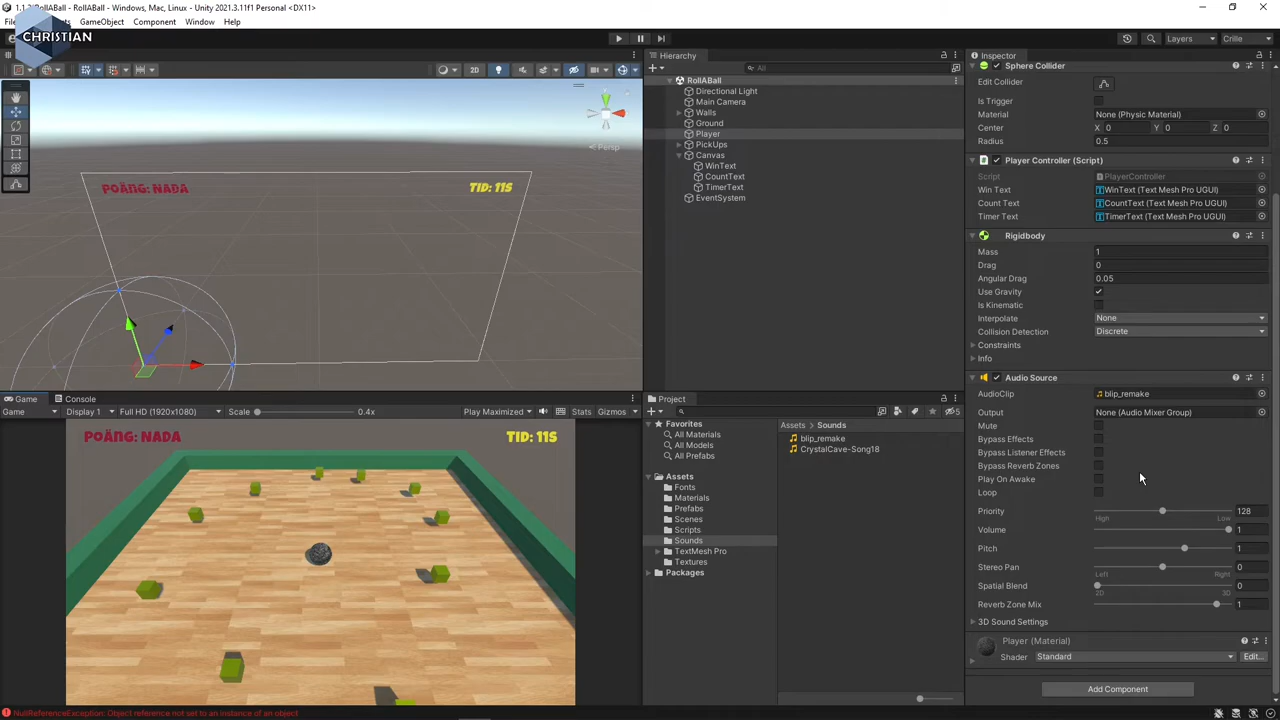 1.1.2 - RollABall - Windows, Mac, Linux - Unity 2021.3.11f1 Personal <DX11>
CHRISTIAN
GameObject Component Window Help
Layers Crille
2D
Persp
POÄNG: NADA
TID: 11S
Game Console
Game Display 1 Full HD (1920x1080) Scale 0.4x Play Maximized Stats Gizmos
POÄNG: NADA
TID: 11S
NullReferenceException: Object reference not set to an instance of an object
Hierarchy
All
RollABall
Directional Light
Main Camera
Walls
Ground
Player
PickUps
Canvas
WinText
CountText
TimerText
EventSystem
Project
5
Favorites
All Materials
All Models
All Prefabs
Assets
Fonts
Materials
Prefabs
Scenes
Scripts
Sounds
TextMesh Pro
Textures
Packages
Assets > Sounds
blip_remake
CrystalCave-Song18
Inspector
Sphere Collider
Edit Collider
Is Trigger
Material None (Physic Material)
Center X 0 Y 0 Z 0
Radius 0.5
Player Controller (Script)
Script PlayerController
Win Text WinText (Text Mesh Pro UGUI)
Count Text CountText (Text Mesh Pro UGUI)
Timer Text TimerText (Text Mesh Pro UGUI)
Rigidbody
Mass 1
Drag 0
Angular Drag 0.05
Use Gravity
Is Kinematic
Interpolate None
Collision Detection Discrete
Constraints
Info
Audio Source
AudioClip blip_remake
Output None (Audio Mixer Group)
Mute
Bypass Effects
Bypass Listener Effects
Bypass Reverb Zones
Play On Awake
Loop
Priority 128
High Low
Volume 1
Pitch 1
Stereo Pan 0
Left Right
Spatial Blend 0
2D 3D
Reverb Zone Mix 1
3D Sound Settings
Player (Material)
Shader Standard Edit...
Add Component